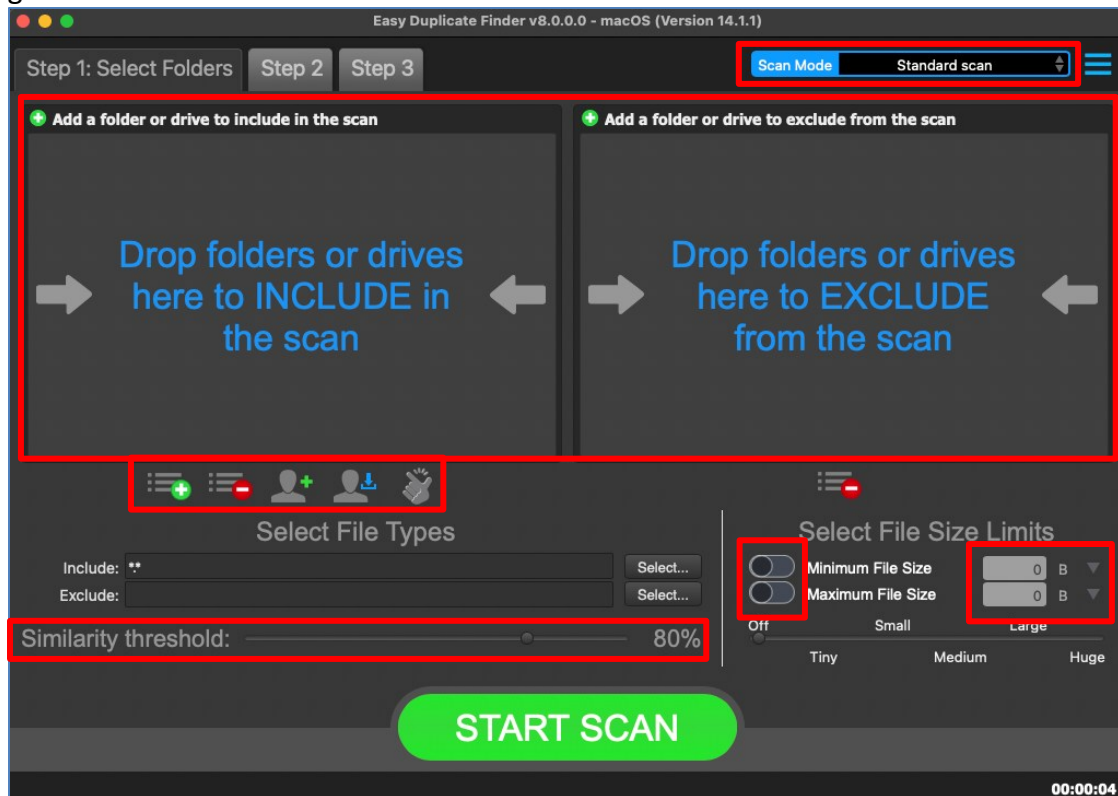 Easy Duplicate Finder v8.0.0.0 - macOS (Version 14.1.1)
Step 1: Select Folders Step 2 Step 3 Scan Mode Standard scan
Add a folder or drive to include in the scan Add a folder or drive to exclude from the scan
Drop folders or drives
here to INCLUDE in
the scan
Drop folders or drives
here to EXCLUDE
from the scan
Select File Types
Include: *.*
Select...
Exclude:
Select...
Similarity threshold: 80%
Select File Size Limits
Minimum File Size 0 B
Maximum File Size 0 B
Off Small Large
Tiny Medium Huge
START SCAN
00:00:04